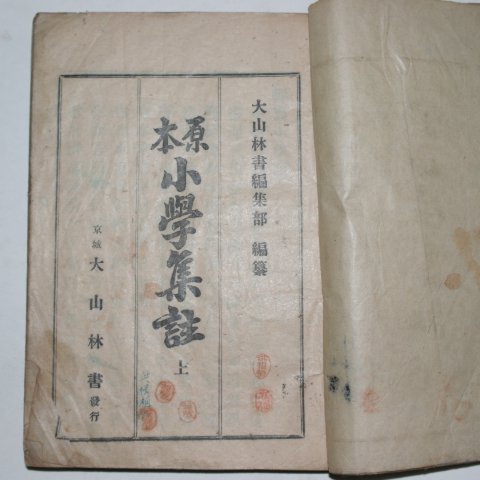 大山林書編集部 編纂
原本
小學集註 上
京城 大山林書 發行